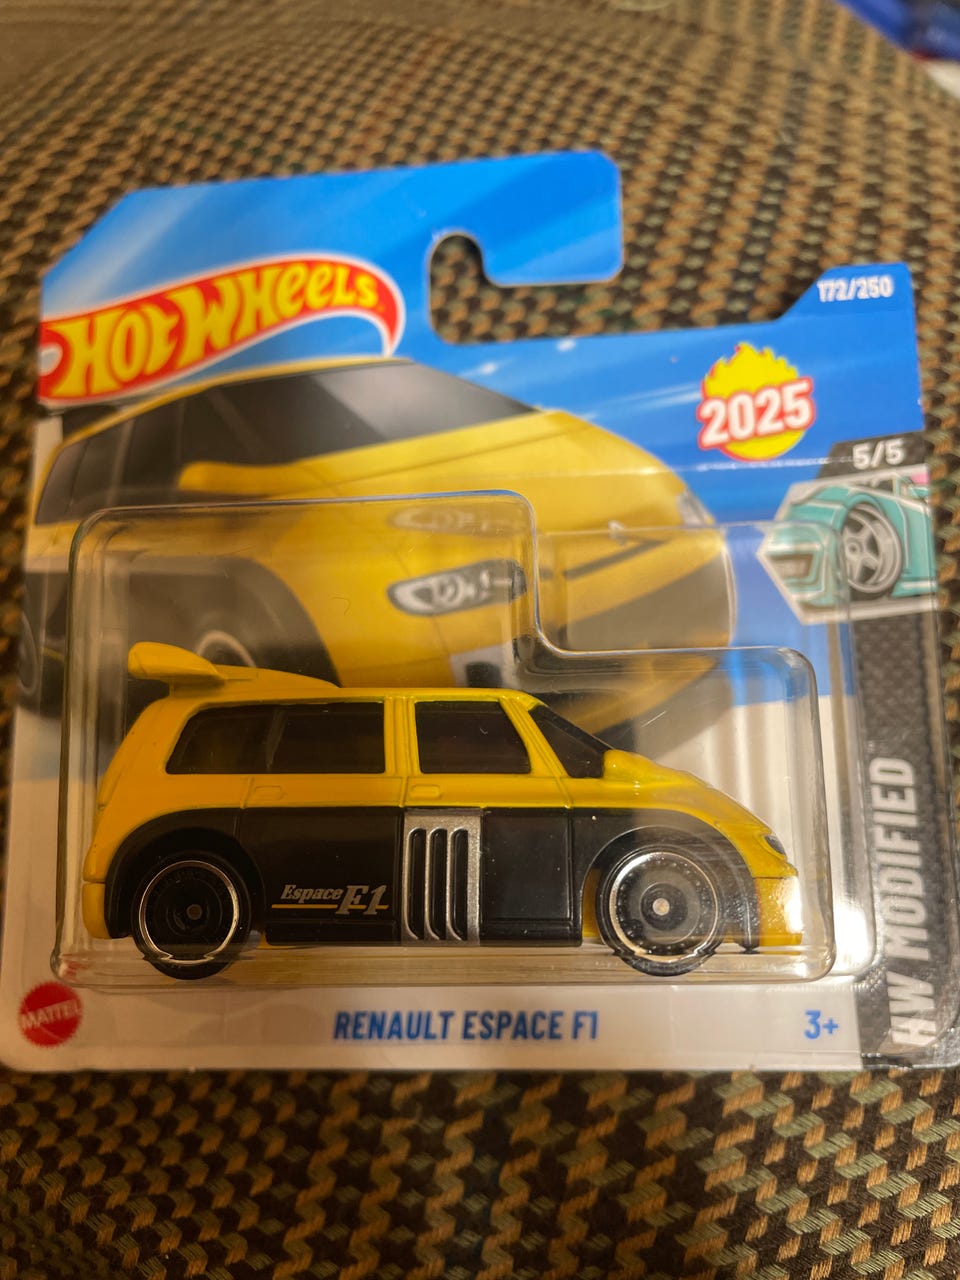 HOT WHEELS
172/250
2025
5/5
HW MODIFIED
Espace F1
MATTEL
RENAULT ESPACE F1
3+